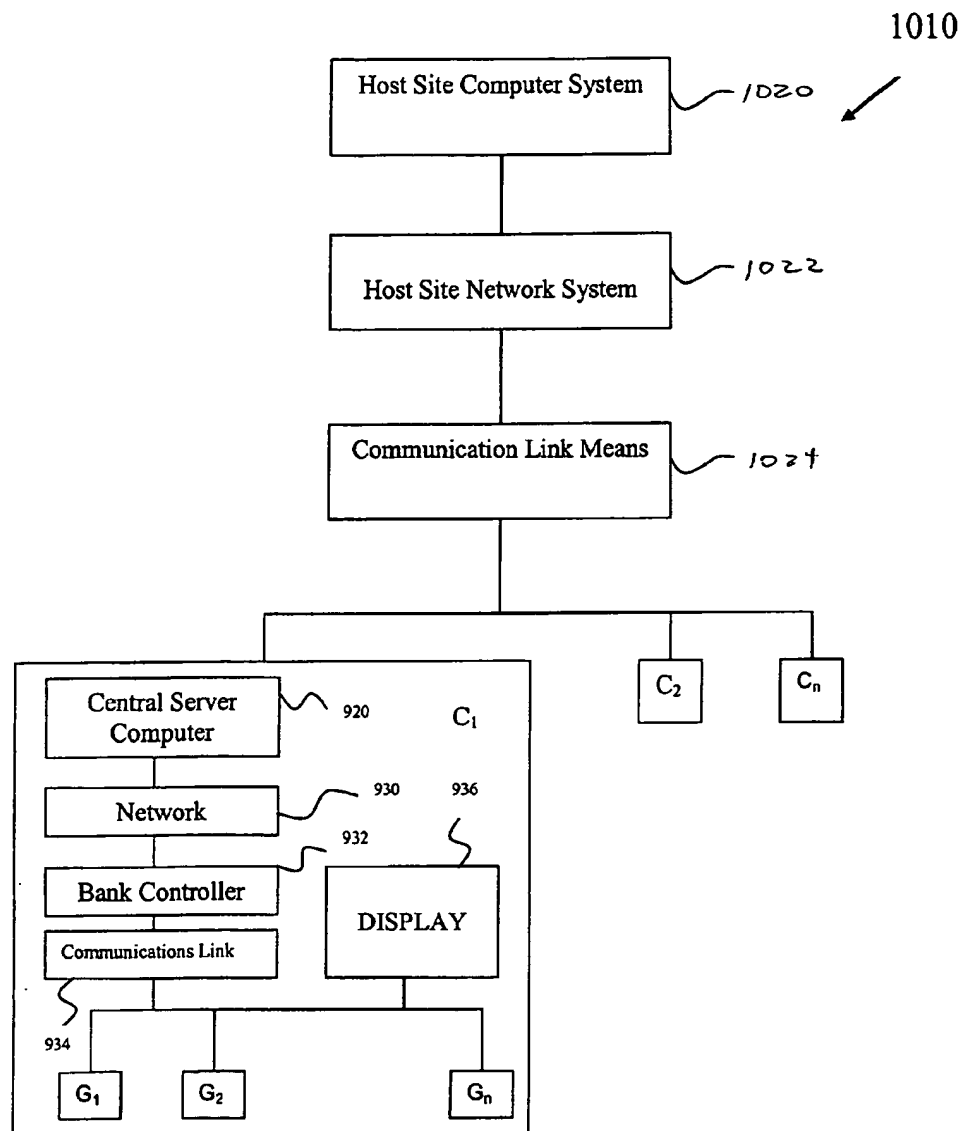 1010
Host Site Computer System
1020
Host Site Network System
1022
Communication Link Means
1024
C2
Cn
Central Server
Computer
920
C1
Network
930
936
932
Bank Controller
DISPLAY
Communications Link
934
G1
G2
Gn